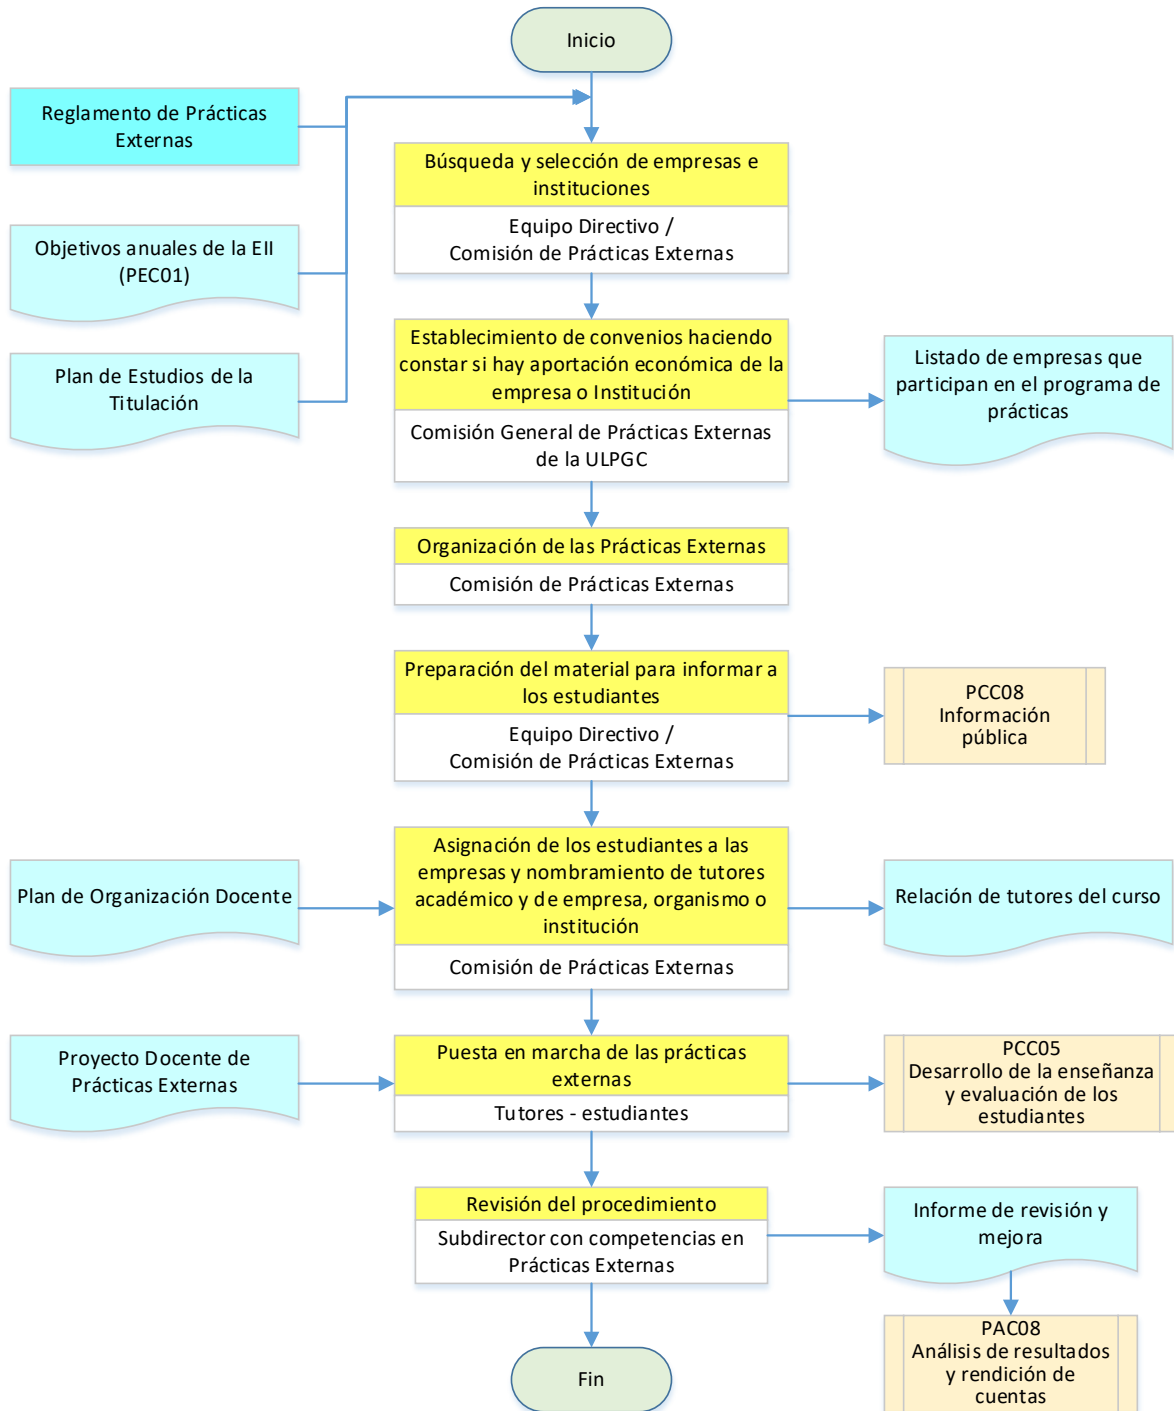 Inicio
Reglamento de Prácticas
Externas
Búsqueda y selección de empresas e
instituciones
Equipo Directivo /
Comisión de Prácticas Externas
Objetivos anuales de la EII
(PEC01)
Plan de Estudios de la
Titulación
Establecimiento de convenios haciendo
constar si hay aportación económica de la
empresa o Institución
Comisión General de Prácticas Externas
de la ULPGC
Listado de empresas que
participan en el programa de
prácticas
Organización de las Prácticas Externas
Comisión de Prácticas Externas
Preparación del material para informar a
los estudiantes
Equipo Directivo /
Comisión de Prácticas Externas
PCC08
Información
pública
Plan de Organización Docente
Asignación de los estudiantes a las
empresas y nombramiento de tutores
académico y de empresa, organismo o
institución
Comisión de Prácticas Externas
Relación de tutores del curso
Proyecto Docente de
Prácticas Externas
Puesta en marcha de las prácticas
externas
Tutores - estudiantes
PCC05
Desarrollo de la enseñanza
y evaluación de los
estudiantes
Revisión del procedimiento
Subdirector con competencias en
Prácticas Externas
Informe de revisión y
mejora
PAC08
Análisis de resultados
y rendición de
cuentas
Fin